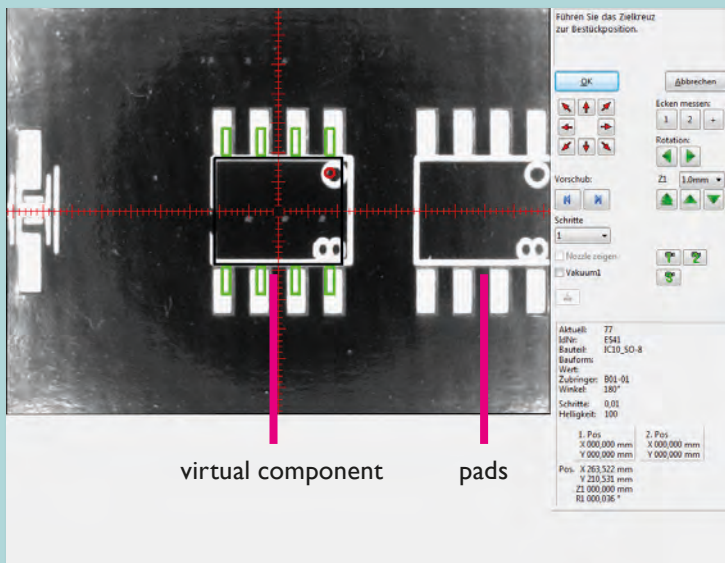 Führen Sie das Zielkreuz
zur Bestückposition.
OK
Abbrechen
Ecken messen:
1 2 +
Rotation:
Vorschub:
Z1 1.0mm
Schritte
1
Nozzle zeigen
Vakuum1
Aktuell: 77
IdNr: E541
Bauteil: IC10_SO-8
Bauform:
Wert:
Zubringer: B01-01
Winkel: 180°
Schritte: 0,01
Helligkeit: 100
1. Pos
X 000,000 mm
Y 000,000 mm
2. Pos
X 000,000 mm
Y 000,000 mm
Pos. X 263,522 mm
Y 210,531 mm
Z1 000,000 mm
R1 000,036 °
virtual component
pads